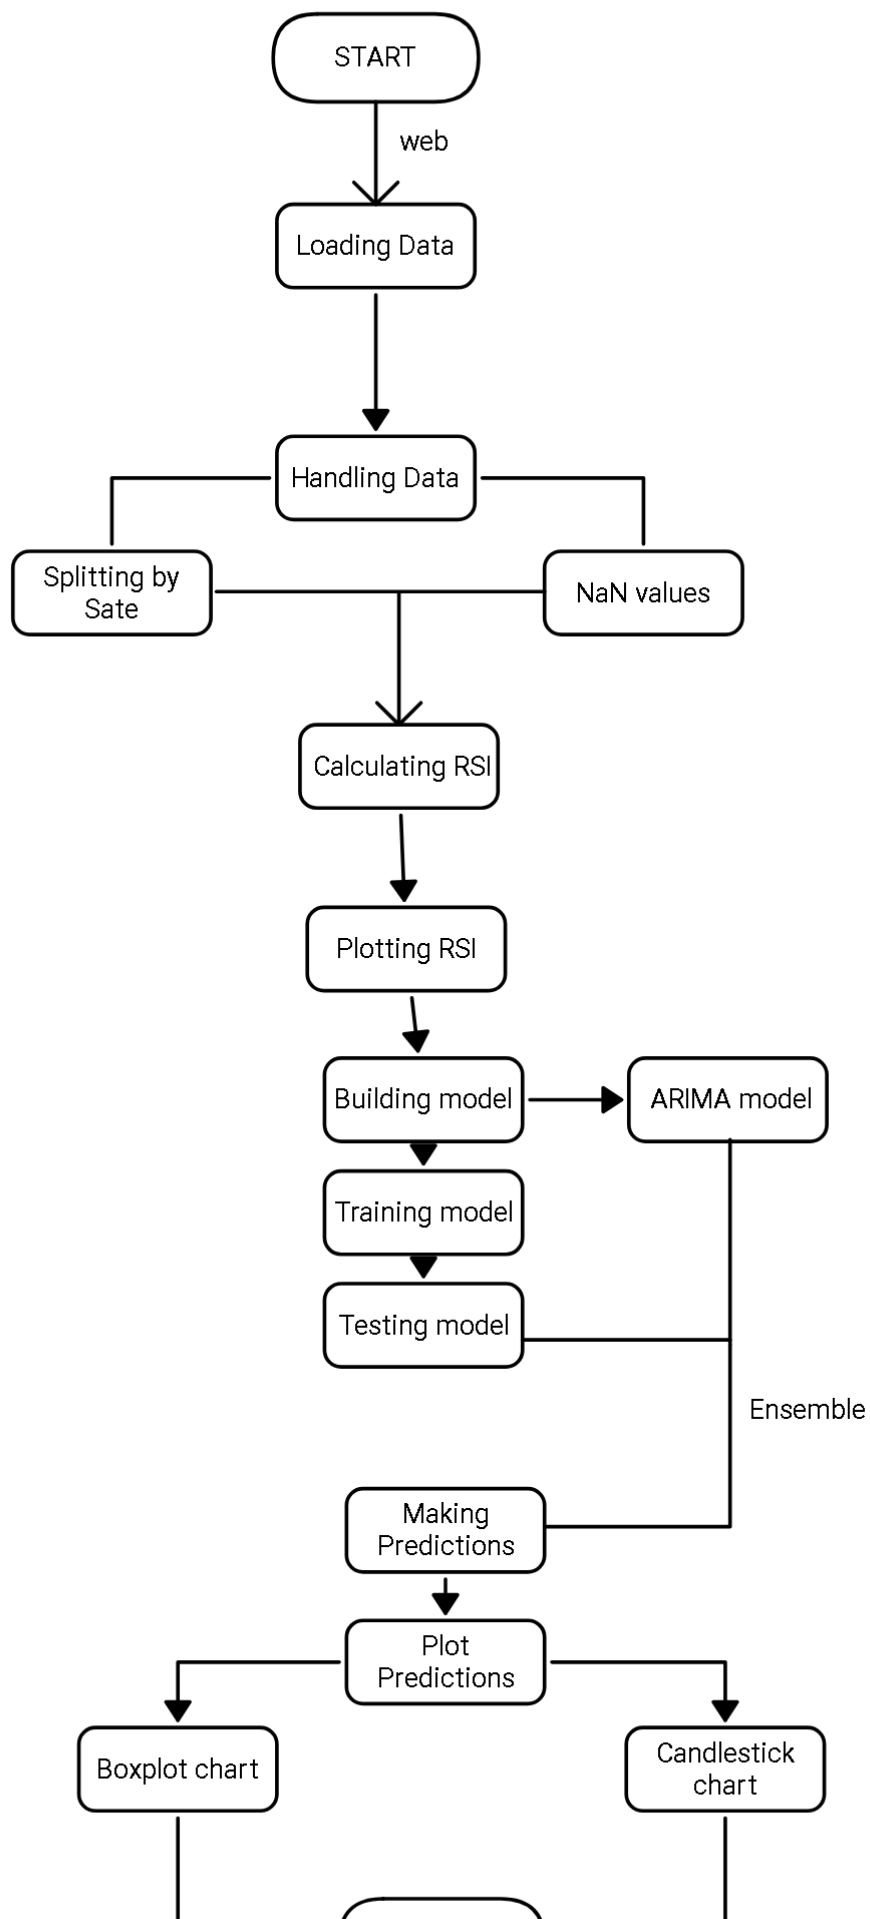 START
web
Loading Data
Handling Data
Splitting by
Sate
NaN values
Calculating RSI
Plotting RSI
Building model
ARIMA model
Training model
Testing model
Ensemble
Making
Predictions
Plot
Predictions
Boxplot chart
Candlestick
chart